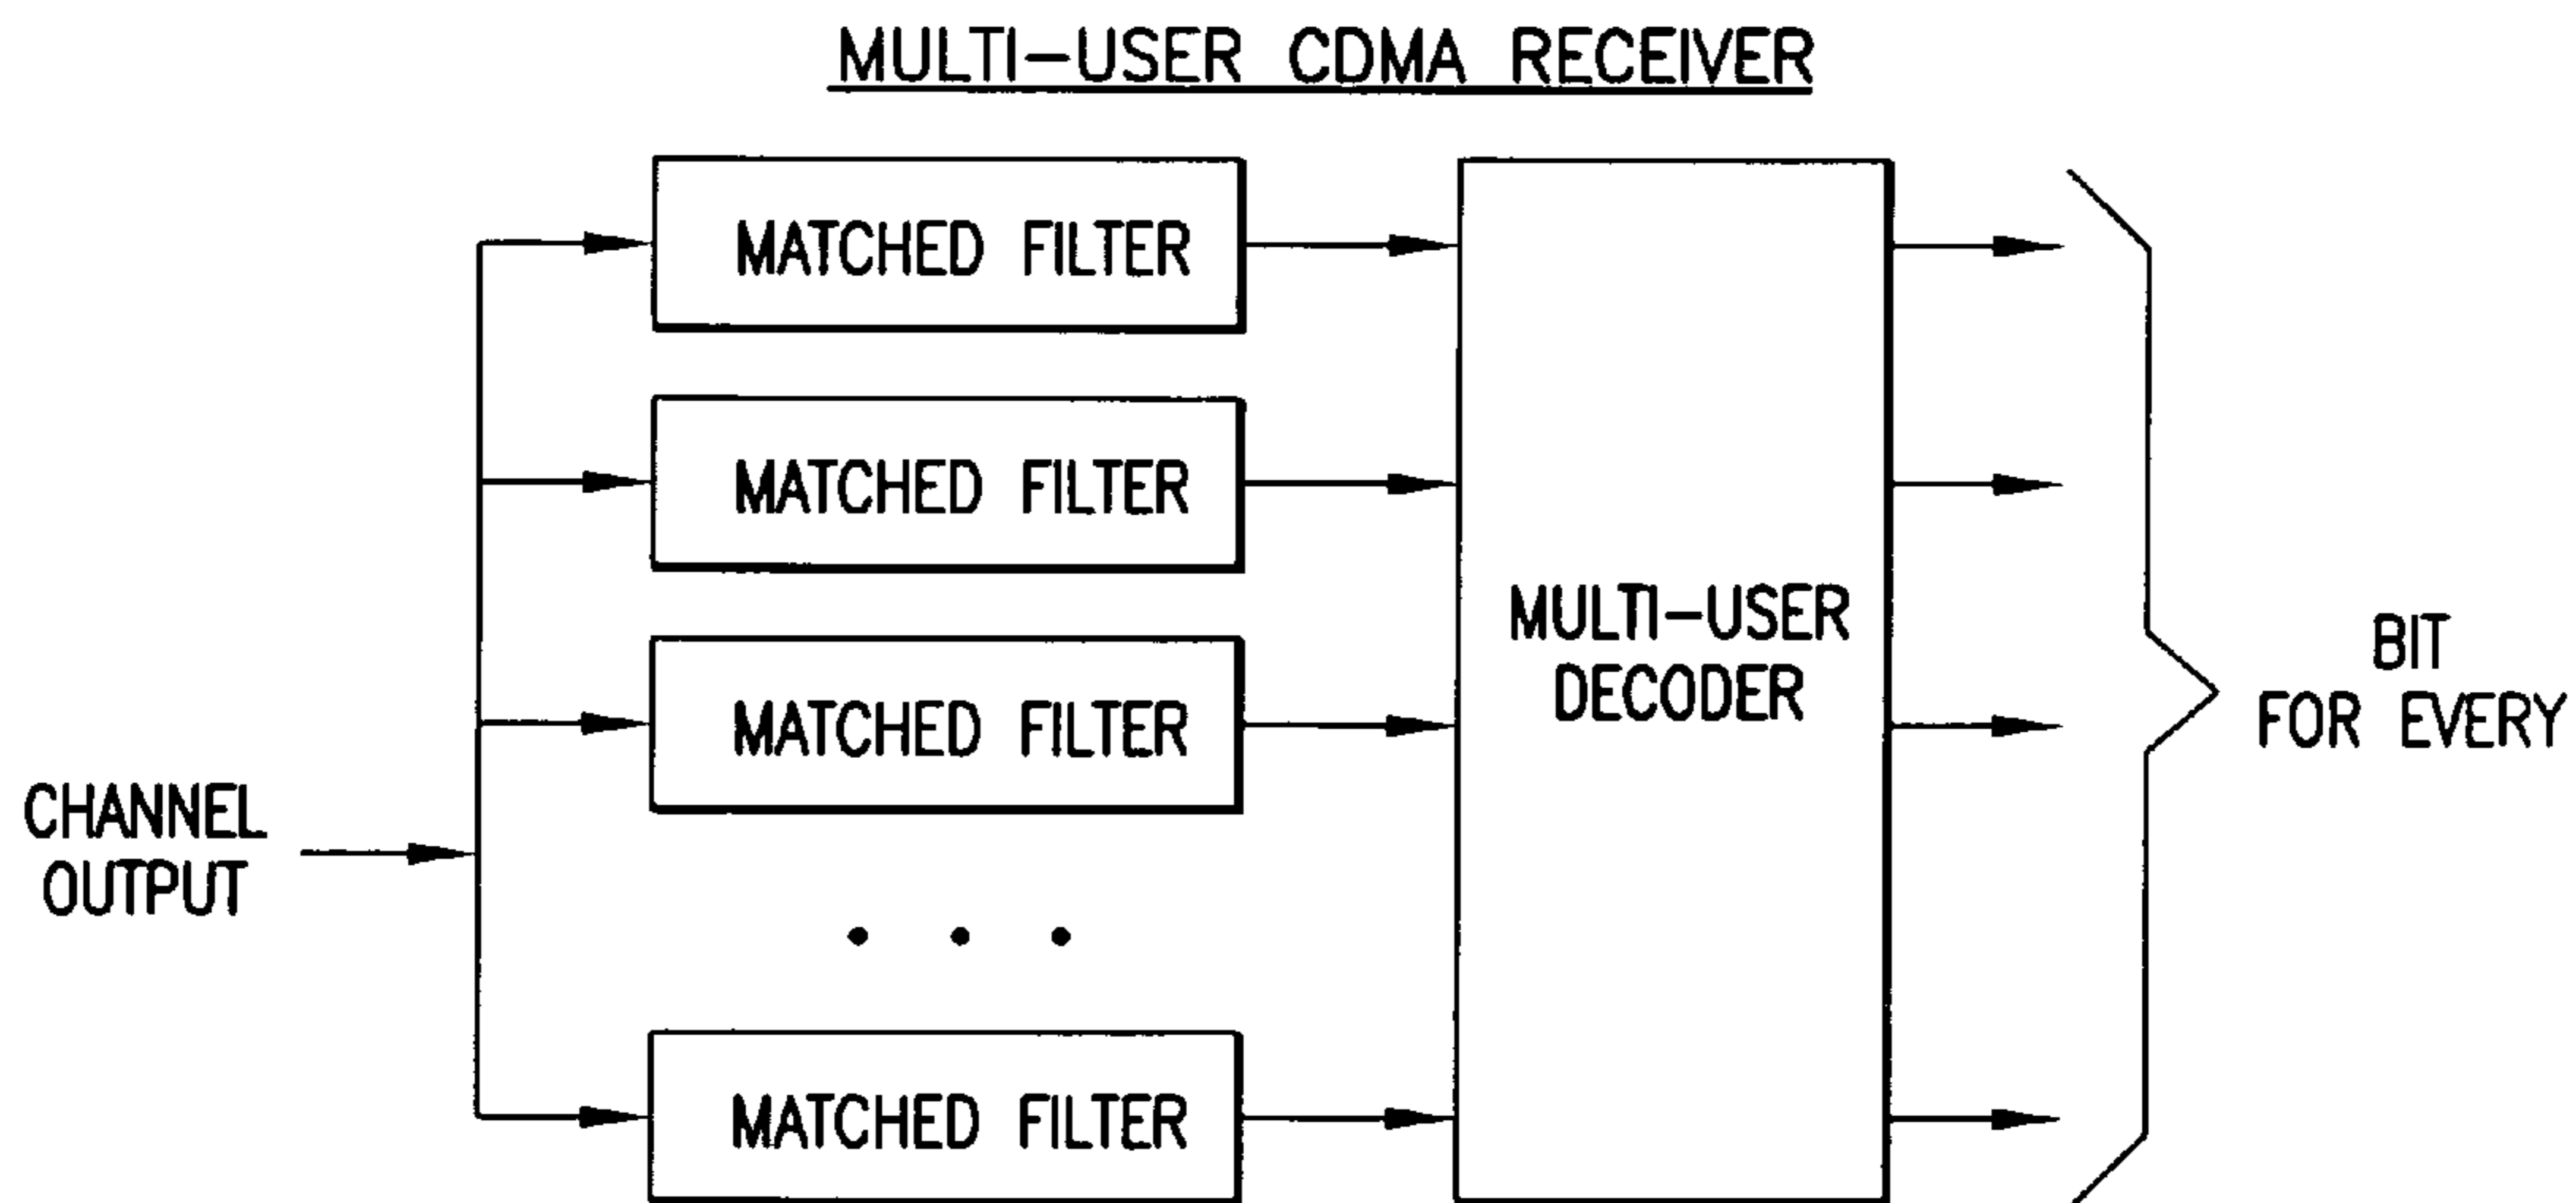 MULTI-USER CDMA RECEIVER
MATCHED FILTER
MATCHED FILTER
MATCHED FILTER
MATCHED FILTER
MULTI-USER
DECODER
CHANNEL
OUTPUT
BIT
FOR EVERY